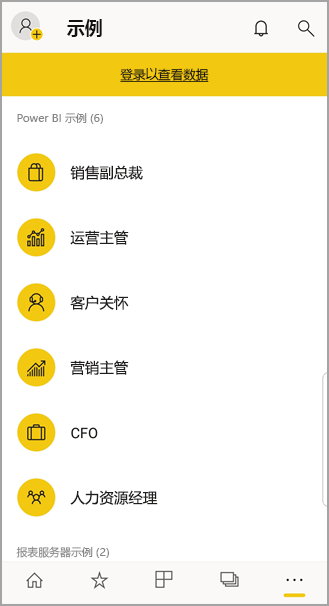 示例
登录以查看数据
Power BI 示例 (6)
销售副总裁
运营主管
客户关怀
营销主管
CFO
人力资源经理
报表服务器示例 (2)